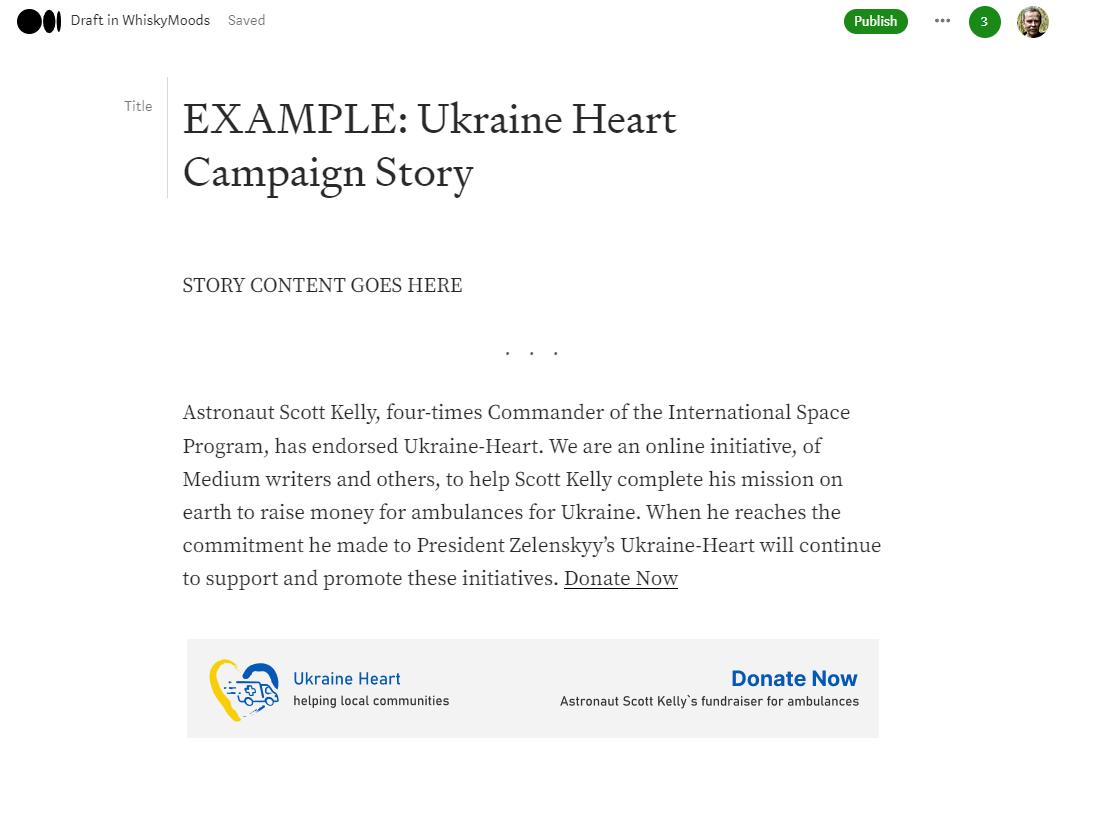 Draft in WhiskyMoods Saved Publish 3
Title
EXAMPLE: Ukraine Heart
Campaign Story
STORY CONTENT GOES HERE
. . .
Astronaut Scott Kelly, four-times Commander of the International Space
Program, has endorsed Ukraine-Heart. We are an online initiative, of
Medium writers and others, to help Scott Kelly complete his mission on
earth to raise money for ambulances for Ukraine. When he reaches the
commitment he made to President Zelenskyy’s Ukraine-Heart will continue
to support and promote these initiatives. Donate Now
Ukraine Heart
helping local communities
Donate Now
Astronaut Scott Kelly`s fundraiser for ambulances